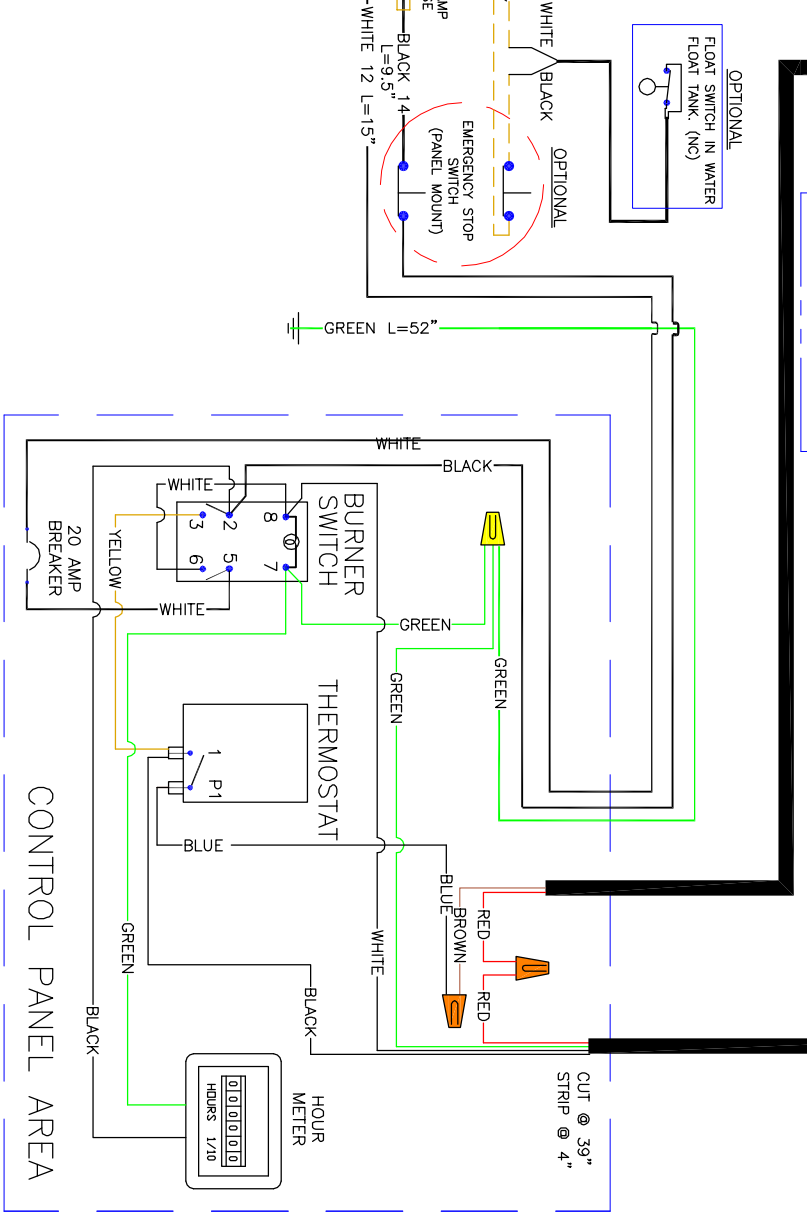 OPTIONAL
FLOAT SWITCH IN WATER
FLOAT TANK. (NC)
WHITE
BLACK
OPTIONAL
EMERGENCY STOP
SWITCH
(PANEL MOUNT)
AMP
BLACK 14
L=9.5"
WHITE 12 L=15"
GREEN L=52"
WHITE
BLACK
WHITE
BURNER
SWITCH
8
2
3
7
5
6
20 AMP
BREAKER
YELLOW
WHITE
GREEN
GREEN
GREEN
THERMOSTAT
1
P1
BLUE
BLUE
BROWN
RED
RED
WHITE
BLACK
GREEN
BLACK
CUT @ 39"
STRIP @ 4"
HOUR
METER
000000
HOURS 1/10
CONTROL PANEL AREA